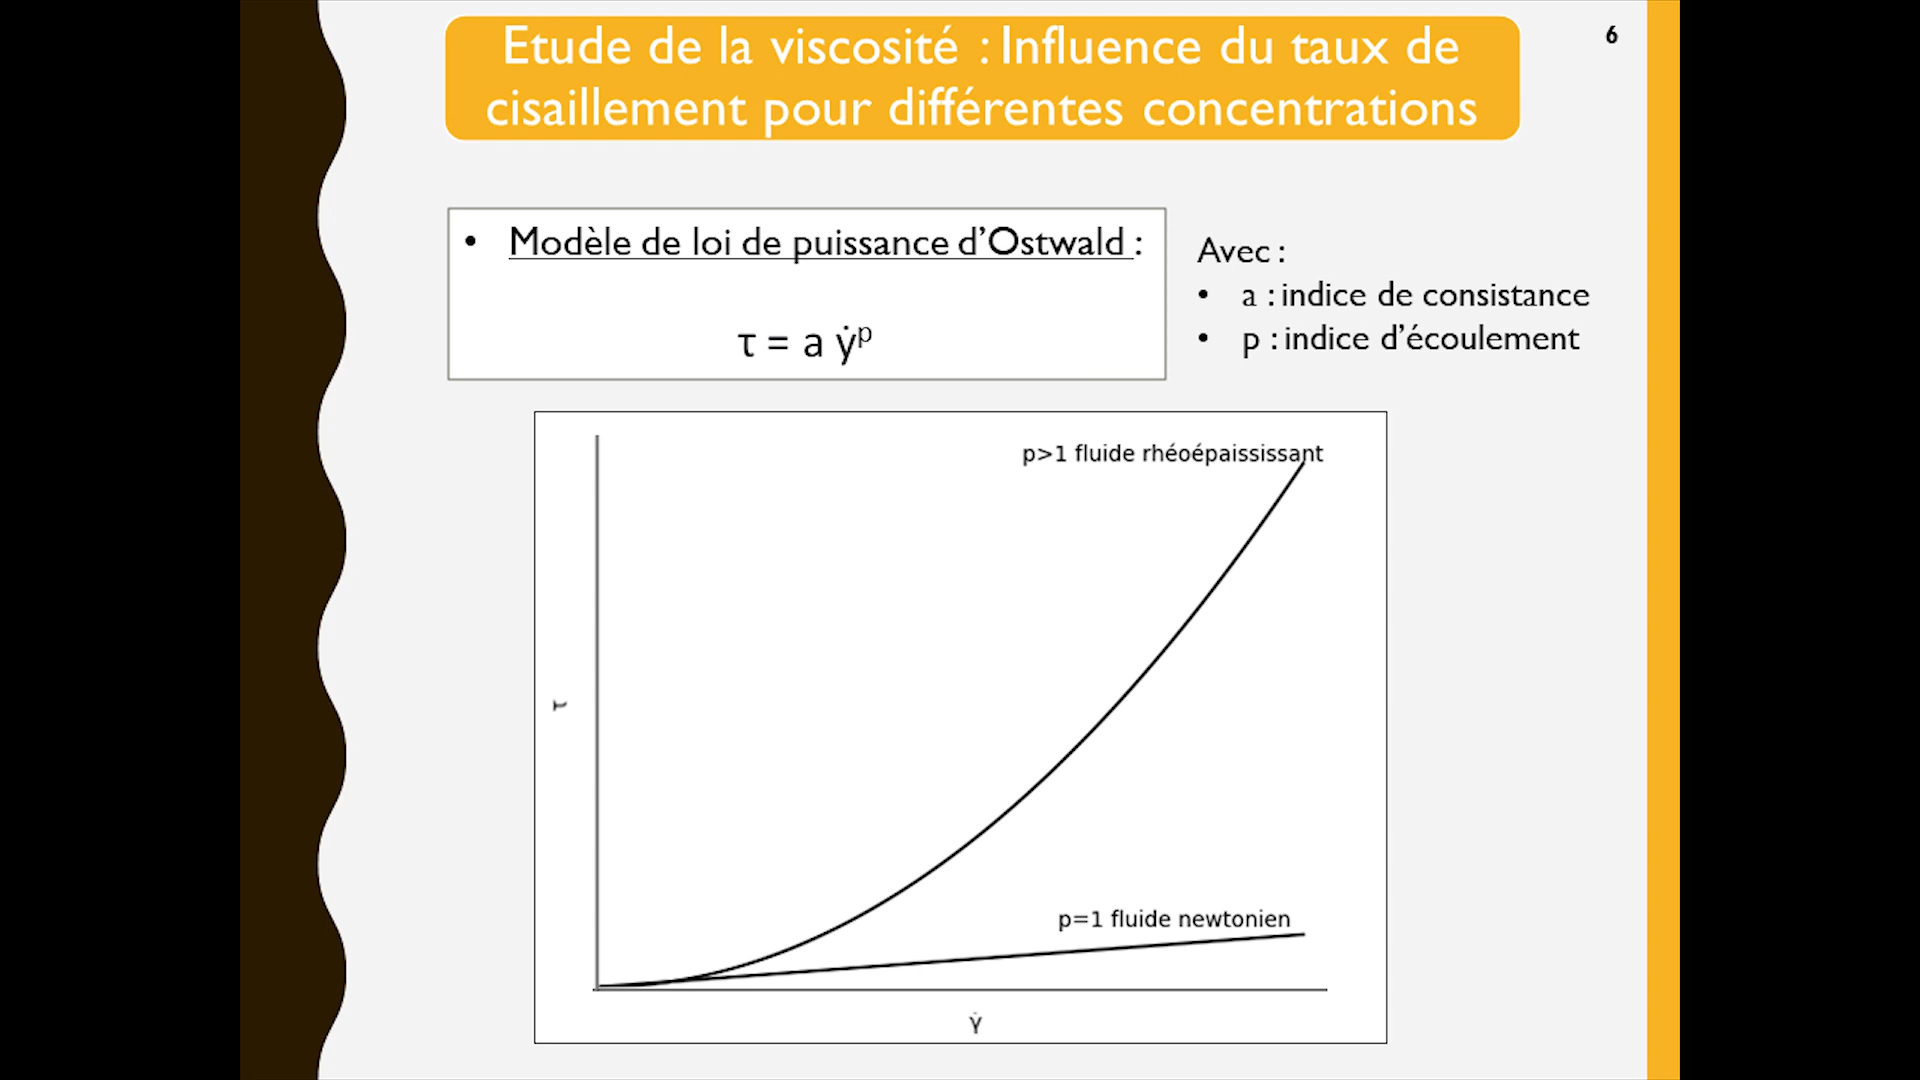 Etude de la viscosité : Influence du taux de
cisaillement pour différentes concentrations
6
• Modèle de loi de puissance d’Ostwald :
τ = a ẏᵖ
Avec :
• a : indice de consistance
• p : indice d’écoulement
p>1 fluide rhéoépaississant
τ
p=1 fluide newtonien
γ̇